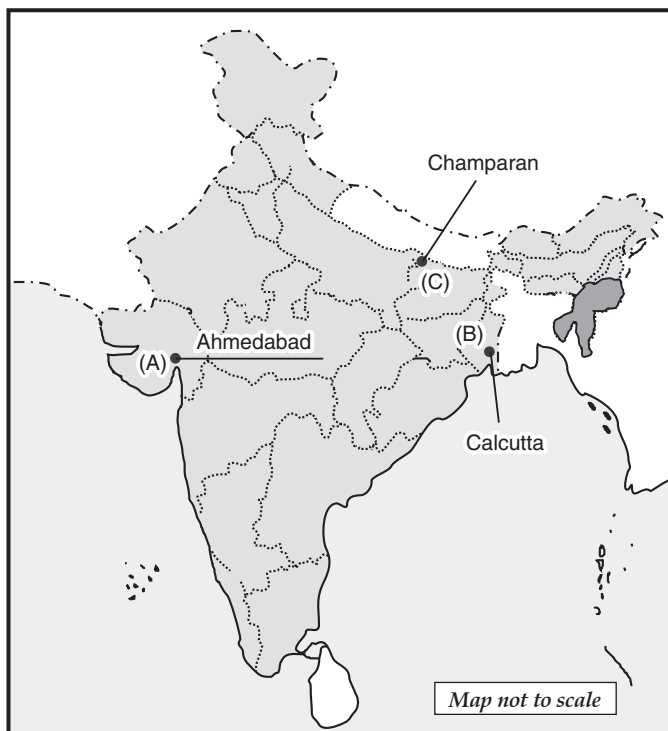 Champaran
(C)
(B)
Ahmedabad
(A)
Calcutta
Map not to scale